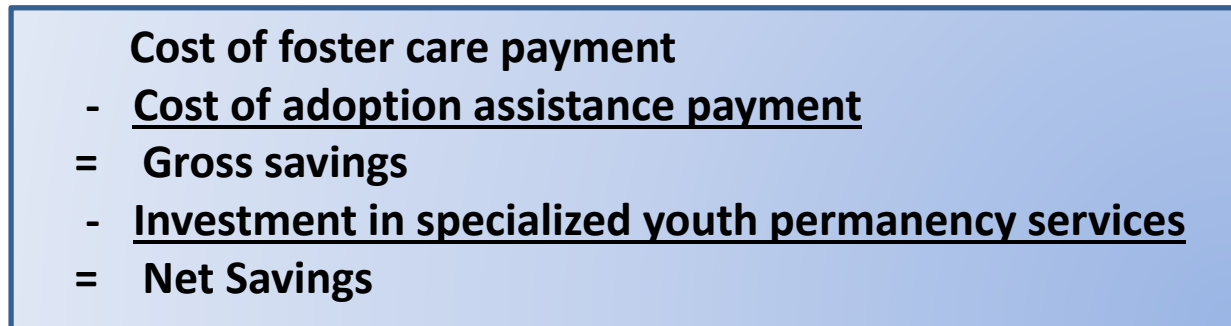 Cost of foster care payment
- Cost of adoption assistance payment
= Gross savings
- Investment in specialized youth permanency services
= Net Savings